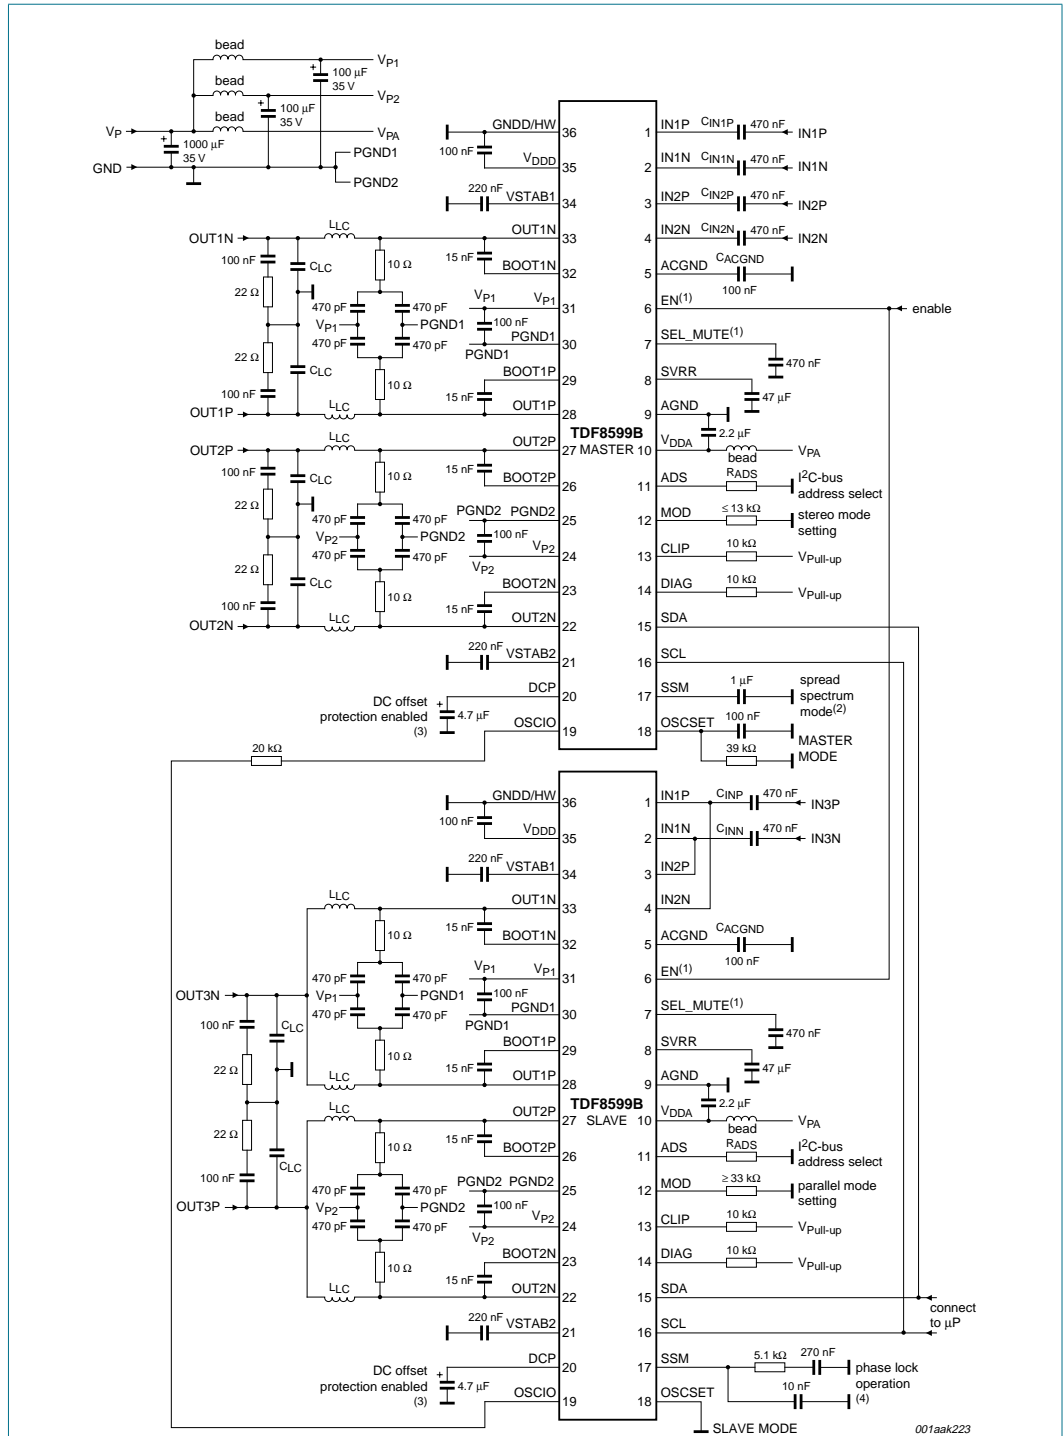 bead
VP1
+
100 μF
35 V
bead
VP2
+
100 μF
35 V
bead
VP
VPA
+
1000 μF
35 V
GND
PGND1
PGND2
GNDD/HW
36
100 nF
VDDD
35
220 nF
VSTAB1
34
LLC
OUT1N
OUT1N
33
100 nF
CLC
10 Ω
15 nF
BOOT1N
32
22 Ω
470 pF
470 pF
VP1
VP1
31
VP1
PGND1
100 nF
470 pF
470 pF
PGND1
30
PGND1
22 Ω
CLC
10 Ω
BOOT1P
29
100 nF
15 nF
OUT1P
LLC
OUT1P
28
LLC
OUT2P
OUT2P
27
100 nF
CLC
10 Ω
15 nF
BOOT2P
26
22 Ω
470 pF
470 pF
PGND2
PGND2
25
VP2
PGND2
100 nF
470 pF
470 pF
VP2
24
VP2
22 Ω
CLC
10 Ω
BOOT2N
23
100 nF
15 nF
OUT2N
LLC
OUT2N
22
220 nF
VSTAB2
21
DC offset
protection enabled
(3)
+
4.7 μF
DCP
20
OSCIO
19
20 kΩ
TDF8599B
MASTER
1
IN1P
CIN1P
470 nF
IN1P
2
IN1N
CIN1N
470 nF
IN1N
3
IN2P
CIN2P
470 nF
IN2P
4
IN2N
CIN2N
470 nF
IN2N
5
ACGND
CACGND
100 nF
6
EN(1)
enable
7
SEL_MUTE(1)
470 nF
8
SVRR
47 μF
9
AGND
2.2 μF
10
VDDA
bead
VPA
11
ADS
RADS
I2C-bus
address select
12
MOD
≤ 13 kΩ
stereo mode
setting
13
CLIP
10 kΩ
VPull-up
14
DIAG
10 kΩ
VPull-up
15
SDA
16
SCL
17
SSM
1 μF
spread
spectrum
mode(2)
18
OSCSET
100 nF
39 kΩ
MASTER
MODE
GNDD/HW
36
100 nF
VDDD
35
220 nF
VSTAB1
34
LLC
OUT1N
33
10 Ω
15 nF
BOOT1N
32
470 pF
470 pF
VP1
VP1
31
OUT3N
VP1
PGND1
100 nF
470 pF
470 pF
PGND1
30
PGND1
100 nF
CLC
10 Ω
BOOT1P
29
22 Ω
15 nF
LLC
OUT1P
28
LLC
OUT2P
27
22 Ω
10 Ω
15 nF
BOOT2P
26
100 nF
CLC
470 pF
470 pF
PGND2
PGND2
25
OUT3P
VP2
PGND2
100 nF
470 pF
470 pF
VP2
24
VP2
10 Ω
BOOT2N
23
15 nF
LLC
OUT2N
22
220 nF
VSTAB2
21
DC offset
protection enabled
(3)
+
4.7 μF
DCP
20
OSCIO
19
TDF8599B
SLAVE
1
IN1P
CINP
470 nF
IN3P
2
IN1N
CINN
470 nF
IN3N
3
IN2P
4
IN2N
5
ACGND
CACGND
100 nF
6
EN(1)
7
SEL_MUTE(1)
470 nF
8
SVRR
47 μF
9
AGND
2.2 μF
10
VDDA
bead
VPA
11
ADS
RADS
I2C-bus
address select
12
MOD
≥ 33 kΩ
parallel mode
setting
13
CLIP
10 kΩ
VPull-up
14
DIAG
10 kΩ
VPull-up
15
SDA
connect
to μP
16
SCL
17
SSM
5.1 kΩ
270 nF
10 nF
phase lock
operation
(4)
18
OSCSET
SLAVE MODE
001aak223